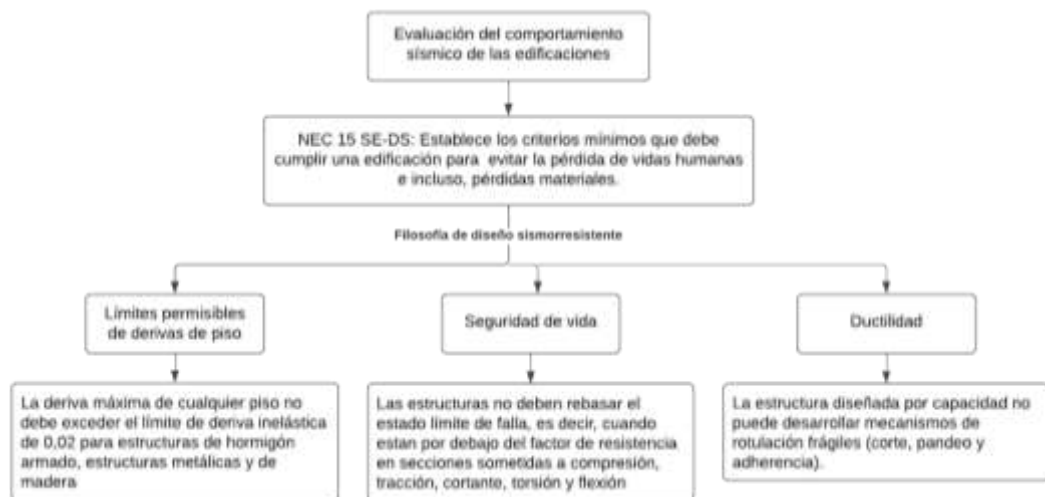 Evaluación del comportamiento
sísmico de las edificaciones
NEC 15 SE-DS: Establece los criterios mínimos que debe
cumplir una edificación para evitar la pérdida de vidas humanas
e incluso, pérdidas materiales.
Filosofía de diseño sismorresistente
Límites permisibles
de derivas de piso
Seguridad de vida
Ductilidad
La deriva máxima de cualquier piso no
debe exceder el límite de deriva inelástica
de 0,02 para estructuras de hormigón
armado, estructuras metálicas y de
madera
Las estructuras no deben rebasar el
estado límite de falla, es decir, cuando
estan por debajo del factor de resistencia
en secciones sometidas a compresión,
tracción, cortante, torsión y flexión
La estructura diseñada por capacidad no
puede desarrollar mecanismos de
rotulación frágiles (corte, pandeo y
adherencia).